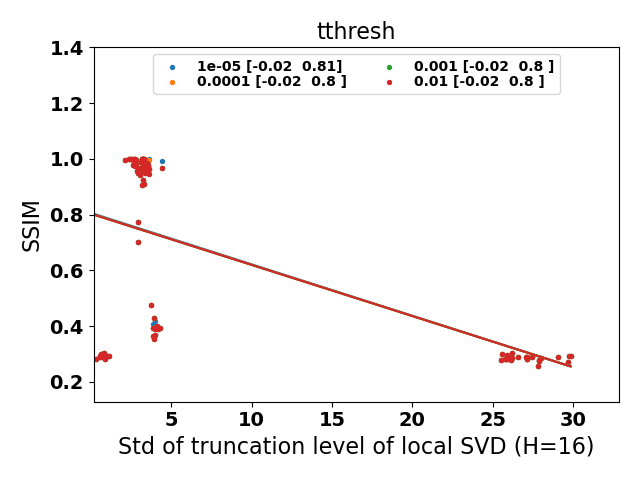 tthresh
1e-05 [-0.02  0.81]
0.0001 [-0.02  0.8 ]
0.001 [-0.02  0.8 ]
0.01 [-0.02  0.8 ]
SSIM
1.4
1.2
1.0
0.8
0.6
0.4
0.2
5 10 15 20 25 30
Std of truncation level of local SVD (H=16)